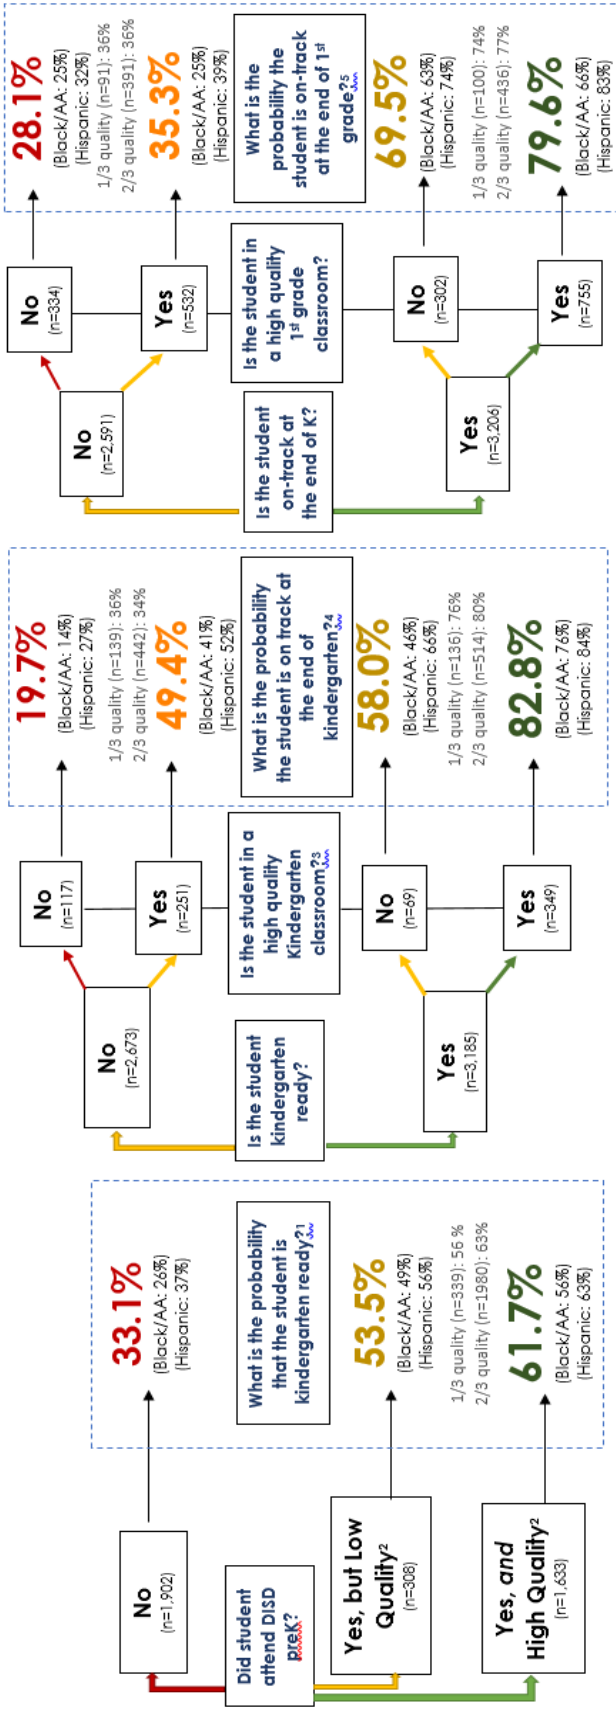 Did student
attend DISD
preK?
No
(n=1,902)
Yes, but Low
Quality²
(n=308)
Yes, and
High Quality²
(n=1,633)
33.1%
(Black/AA: 26%)
(Hispanic: 37%)
What is the probability
that the student is
kindergarten ready?¹
53.5%
(Black/AA: 49%)
(Hispanic: 56%)
1/3 quality (n=339): 56 %
2/3 quality (n=1980): 63%
61.7%
(Black/AA: 56%)
(Hispanic: 63%)
Is the student
kindergarten
ready?
No
(n=2,673)
Yes
(n=3,185)
No
(n=117)
Yes
(n=251)
Is the student in a
high quality
Kindergarten
classroom?³
No
(n=69)
Yes
(n=349)
19.7%
(Black/AA: 14%)
(Hispanic: 27%)
1/3 quality (n=139): 36%
2/3 quality (n=442): 34%
49.4%
(Black/AA: 41%)
(Hispanic: 52%)
What is the probability
the student is on track at
the end of
kindergarten?⁴
58.0%
(Black/AA: 46%)
(Hispanic: 66%)
1/3 quality (n=136): 76%
2/3 quality (n=514): 80%
82.8%
(Black/AA: 76%)
(Hispanic: 84%)
Is the student
on-track at
the end of K?
No
(n=2,591)
Yes
(n=3,206)
No
(n=334)
Yes
(n=532)
Is the student in
a high quality
1st grade
classroom?
No
(n=302)
Yes
(n=755)
28.1%
(Black/AA: 25%)
(Hispanic: 32%)
1/3 quality (n=91): 36%
2/3 quality (n=391): 36%
35.3%
(Black/AA: 25%)
(Hispanic: 39%)
What is the
probability the
student is on-track
at the end of 1st
grade?⁵
69.5%
(Black/AA: 63%)
(Hispanic: 74%)
1/3 quality (n=100): 74%
2/3 quality (n=436): 77%
79.6%
(Black/AA: 66%)
(Hispanic: 83%)